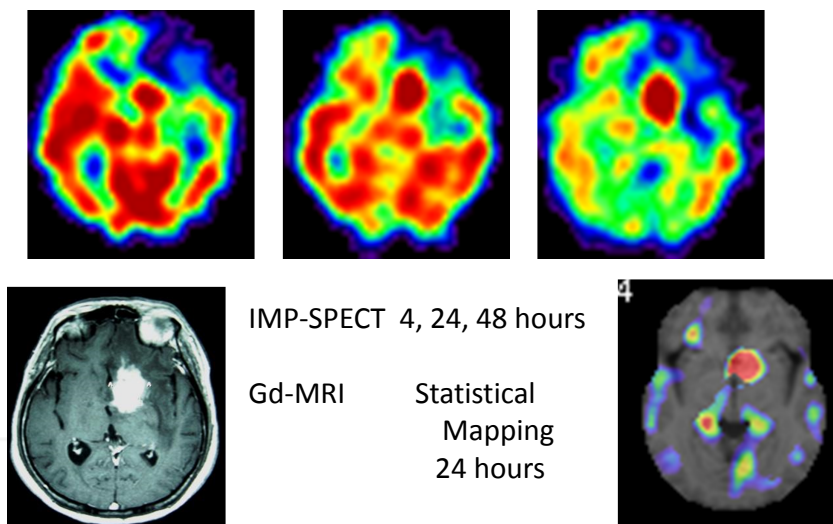 IMP-SPECT 4, 24, 48 hours
4
Gd-MRI Statistical
Mapping
24 hours